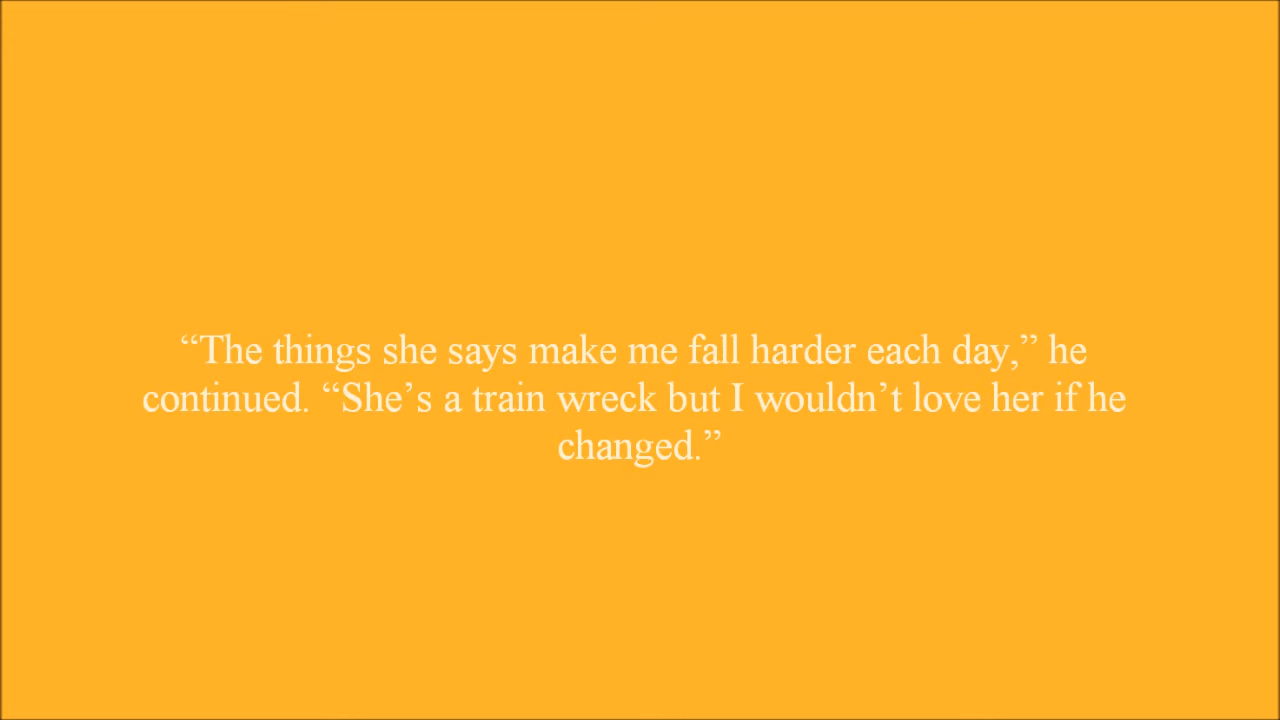 “The things she says make me fall harder each day,” he
continued. “She’s a train wreck but I wouldn’t love her if he
changed.”